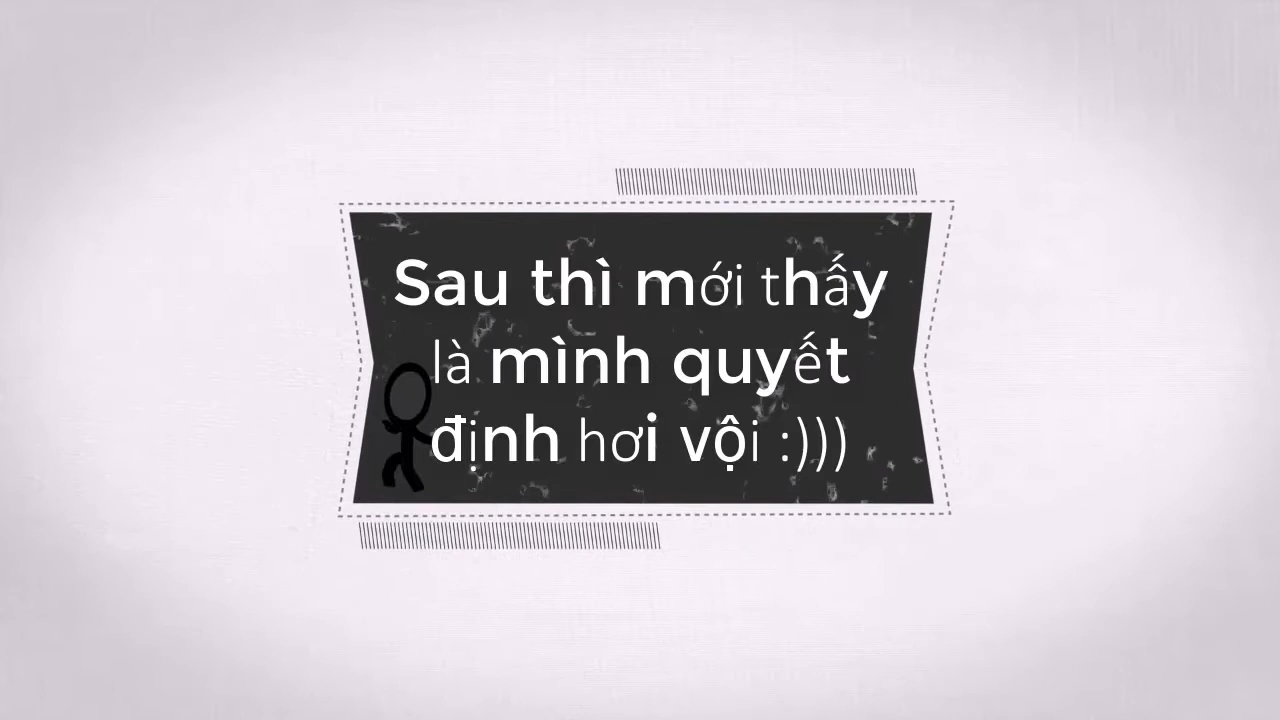 Sau thì mới thấy
là mình quyết
định hơi vội :)))